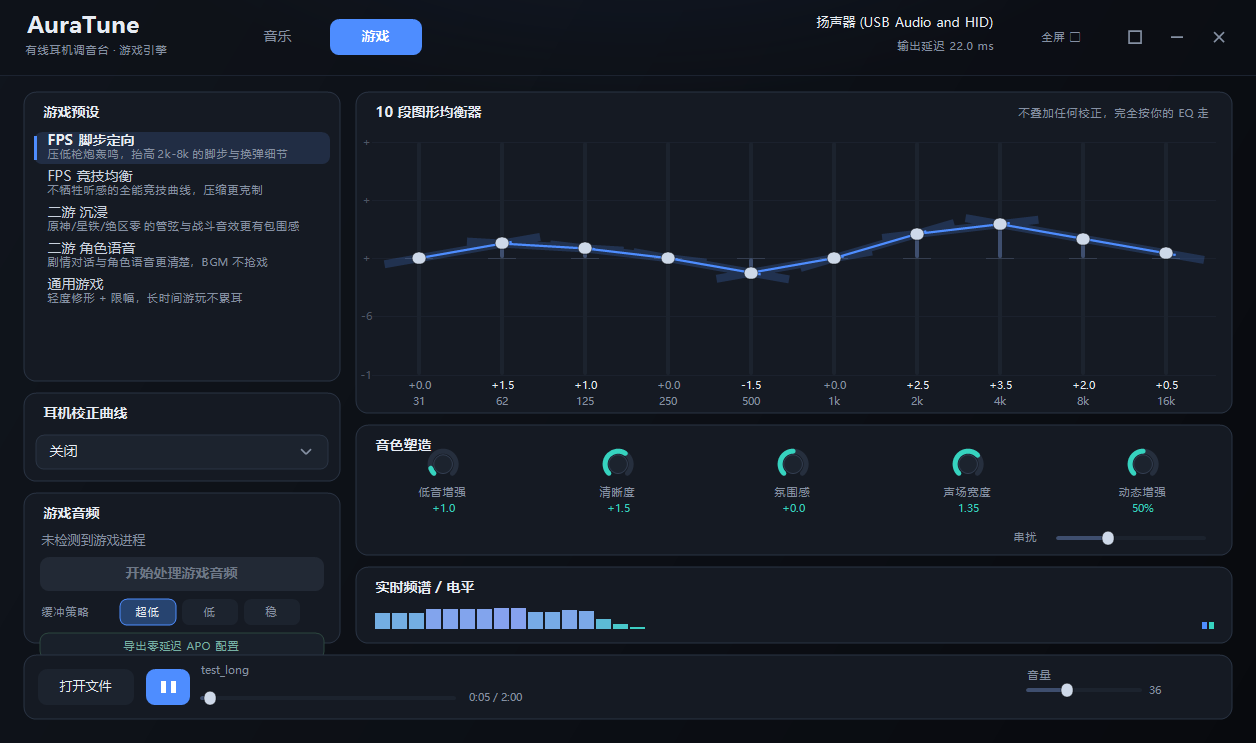 AuraTune
有线耳机调音台 · 游戏引擎
音乐
游戏
扬声器 (USB Audio and HID)
输出延迟 22.0 ms
全屏 □
游戏预设
FPS 脚步定向
压低枪炮轰鸣，抬高 2k-8k 的脚步与换弹细节
FPS 竞技均衡
不牺牲听感的全能竞技曲线，压缩更克制
二游 沉浸
原神/星铁/绝区零 的管弦与战斗音效更有包围感
二游 角色语音
剧情对话与角色语音更清楚，BGM 不抢戏
通用游戏
轻度修形 + 限幅，长时间游玩不累耳
耳机校正曲线
关闭
游戏音频
未检测到游戏进程
开始处理游戏音频
缓冲策略
超低
低
稳
导出零延迟 APO 配置
10 段图形均衡器
不叠加任何校正，完全按你的 EQ 走
+
+
+
-6
-1
+0.0 +1.5 +1.0 +0.0 -1.5 +0.0 +2.5 +3.5 +2.0 +0.5
31 62 125 250 500 1k 2k 4k 8k 16k
音色塑造
低音增强 清晰度 氛围感 声场宽度 动态增强
+1.0 +1.5 +0.0 1.35 50%
串扰
实时频谱 / 电平
打开文件
test_long
0:05 / 2:00
音量
36